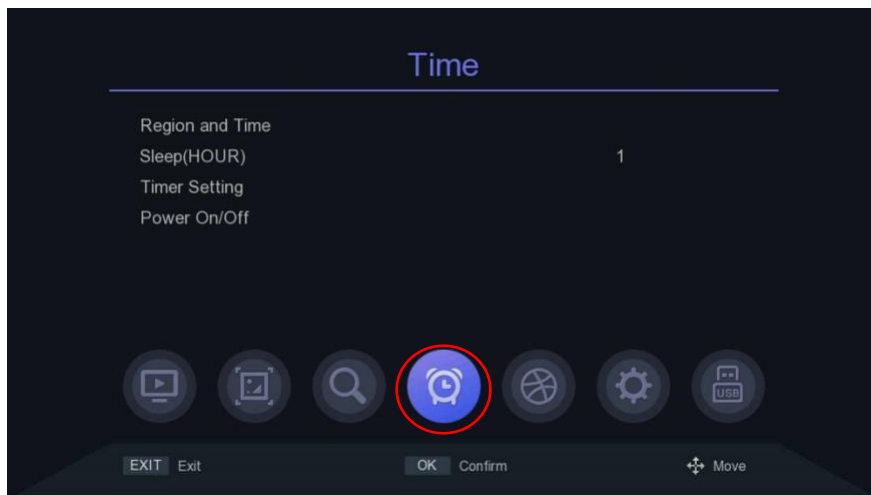 Time
Region and Time
Sleep(HOUR) 1
Timer Setting
Power On/Off
USB
EXIT Exit OK Confirm Move